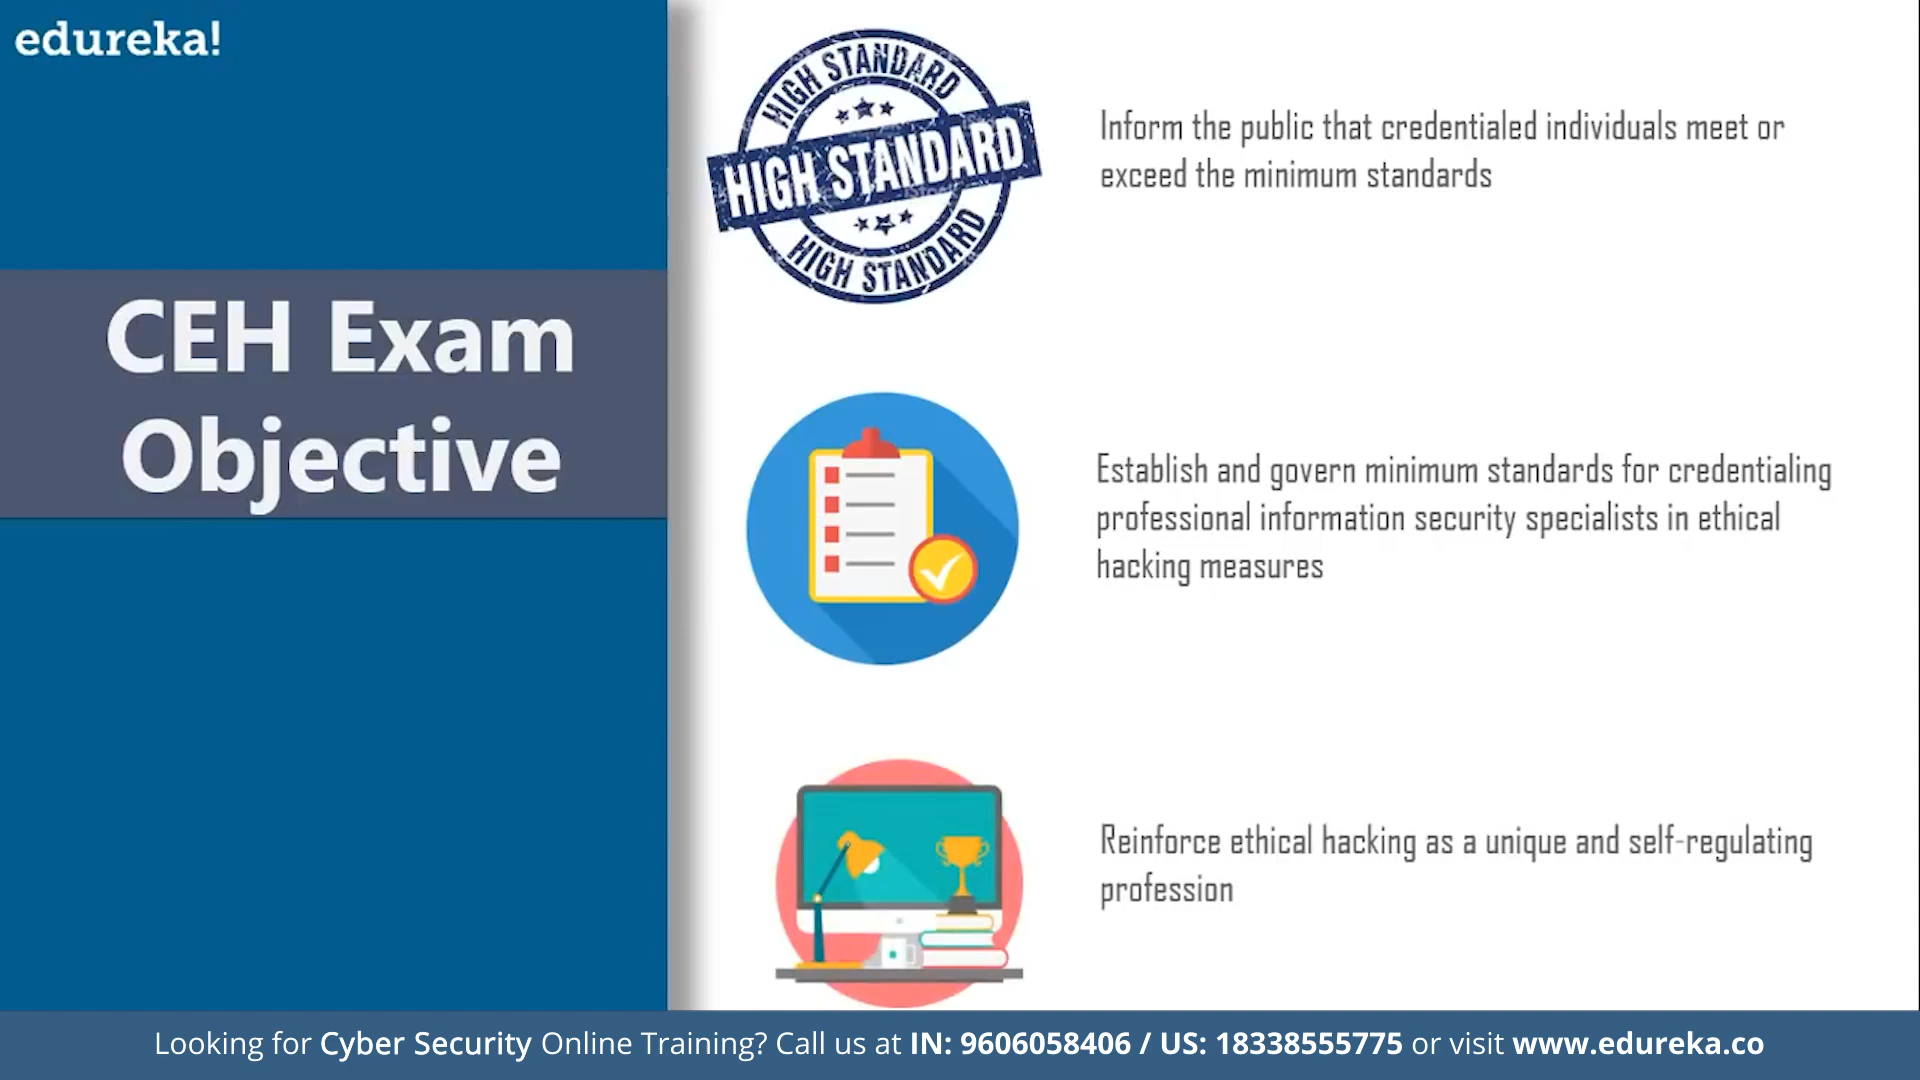 edureka!
CEH Exam
Objective
HIGH STANDARD
HIGH STANDARD
HIGH STANDARD
Inform the public that credentialed individuals meet or
exceed the minimum standards
Establish and govern minimum standards for credentialing
professional information security specialists in ethical
hacking measures
Reinforce ethical hacking as a unique and self-regulating
profession
Looking for Cyber Security Online Training? Call us at IN: 9606058406 / US: 18338555775 or visit www.edureka.co